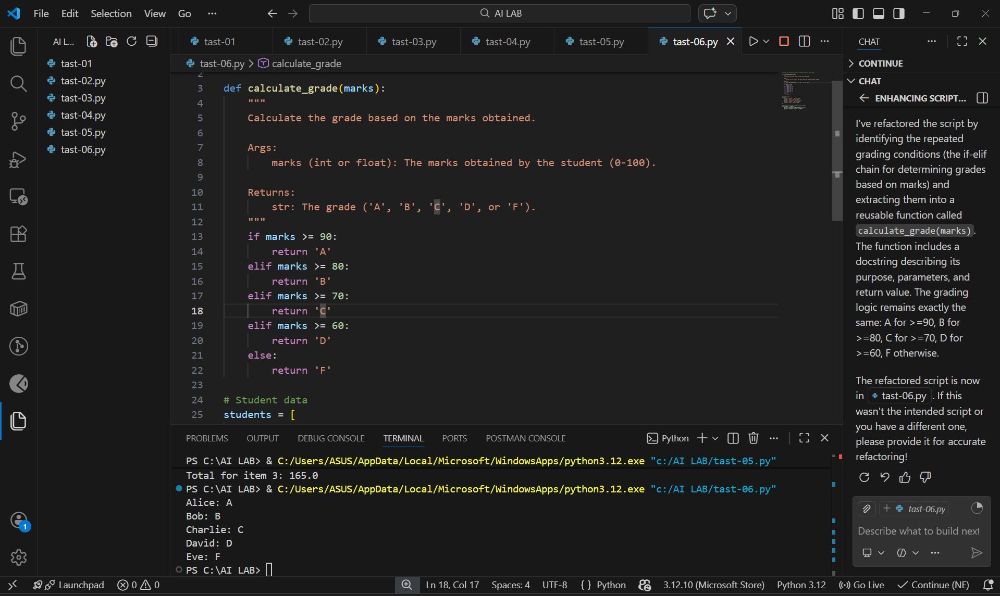 File Edit Selection View Go ··· AI LAB
AI L...
tast-01
tast-02.py
tast-03.py
tast-04.py
tast-05.py
tast-06.py
tast-01 tast-02.py tast-03.py tast-04.py tast-05.py tast-06.py
tast-06.py > calculate_grade
2
3 def calculate_grade(marks):
4 """
5 Calculate the grade based on the marks obtained.
6
7 Args:
8 marks (int or float): The marks obtained by the student (0-100).
9
10 Returns:
11 str: The grade ('A', 'B', 'C', 'D', or 'F').
12 """
13 if marks >= 90:
14 return 'A'
15 elif marks >= 80:
16 return 'B'
17 elif marks >= 70:
18 return 'C'
19 elif marks >= 60:
20 return 'D'
21 else:
22 return 'F'
23
24 # Student data
25 students = [
PROBLEMS OUTPUT DEBUG CONSOLE TERMINAL PORTS POSTMAN CONSOLE Python
PS C:\AI LAB> & C:/Users/ASUS/AppData/Local/Microsoft/WindowsApps/python3.12.exe "c:/AI LAB/tast-05.py"
Total for item 3: 165.0
PS C:\AI LAB> & C:/Users/ASUS/AppData/Local/Microsoft/WindowsApps/python3.12.exe "c:/AI LAB/tast-06.py"
Alice: A
Bob: B
Charlie: C
David: D
Eve: F
PS C:\AI LAB>
CHAT
CONTINUE
CHAT
ENHANCING SCRIPT...
I've refactored the script by
identifying the repeated
grading conditions (the if-elif
chain for determining grades
based on marks) and
extracting them into a
reusable function called
calculate_grade(marks).
The function includes a
docstring describing its
purpose, parameters, and
return value. The grading
logic remains exactly the
same: A for >=90, B for
>=80, C for >=70, D for
>=60, F otherwise.
The refactored script is now
in tast-06.py. If this
wasn't the intended script or
you have a different one,
please provide it for accurate
refactoring!
tast-06.py
Describe what to build next
1
Launchpad 0 0 Ln 18, Col 17 Spaces: 4 UTF-8 {} Python 3.12.10 (Microsoft Store) Python 3.12 Go Live Continue (NE)